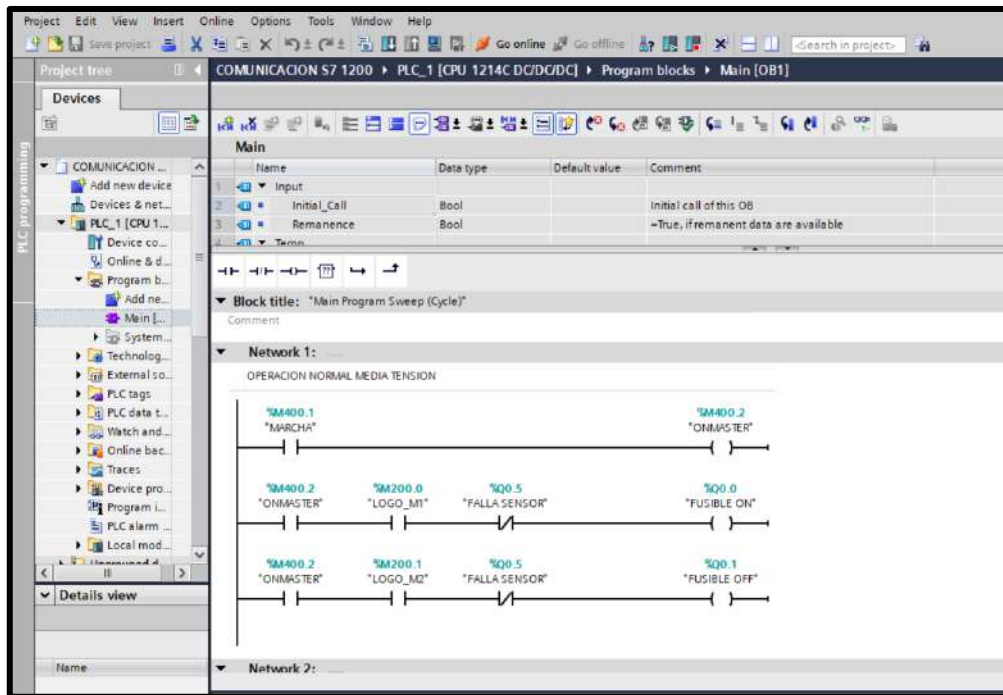 Project Edit View Insert Online Options Tools Window Help
Save project Go online Go offline <Search in project>
Project tree
COMUNICACION S7 1200 PLC_1 [CPU 1214C DC/DC/DC] Program blocks Main [OB1]
Devices
PLC programming
COMUNICACION ...
Add new device
Devices & net...
PLC_1 [CPU 1...
Device co...
Online & d...
Program b...
Add ne...
Main [...
System...
Technolog...
External so...
PLC tags
PLC data t...
Watch and...
Online bac...
Traces
Device pro...
Program i...
PLC alarm ...
Local mod...
Details view
Name
Main
Name Data type Default value Comment
1 Input
2 Initial_Call Bool Initial call of this OB
3 Remanence Bool =True, if remanent data are available
4 Temp
Block title: "Main Program Sweep (Cycle)"
Comment
Network 1: ....
OPERACION NORMAL MEDIA TENSION
%M400.1 %M400.2
"MARCHA" "ONMASTER"
%M400.2 %M200.0 %Q0.5 %Q0.0
"ONMASTER" "LOGO_M1" "FALLA SENSOR" "FUSIBLE ON"
%M400.2 %M200.1 %Q0.5 %Q0.1
"ONMASTER" "LOGO_M2" "FALLA SENSOR" "FUSIBLE OFF"
Network 2: ....